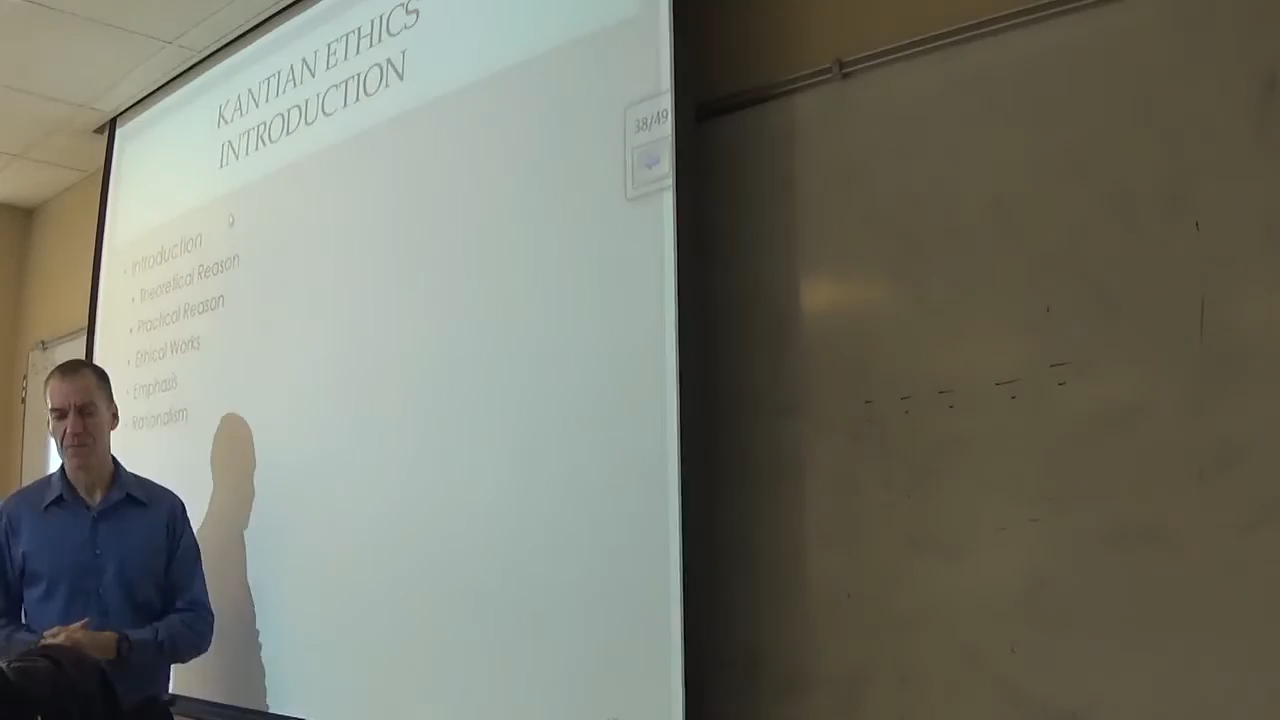 KANTIAN ETHICS
INTRODUCTION
38/49
• Introduction
• Theoretical Reason
• Practical Reason
• Ethical Works
• Emphasis
• Rationalism